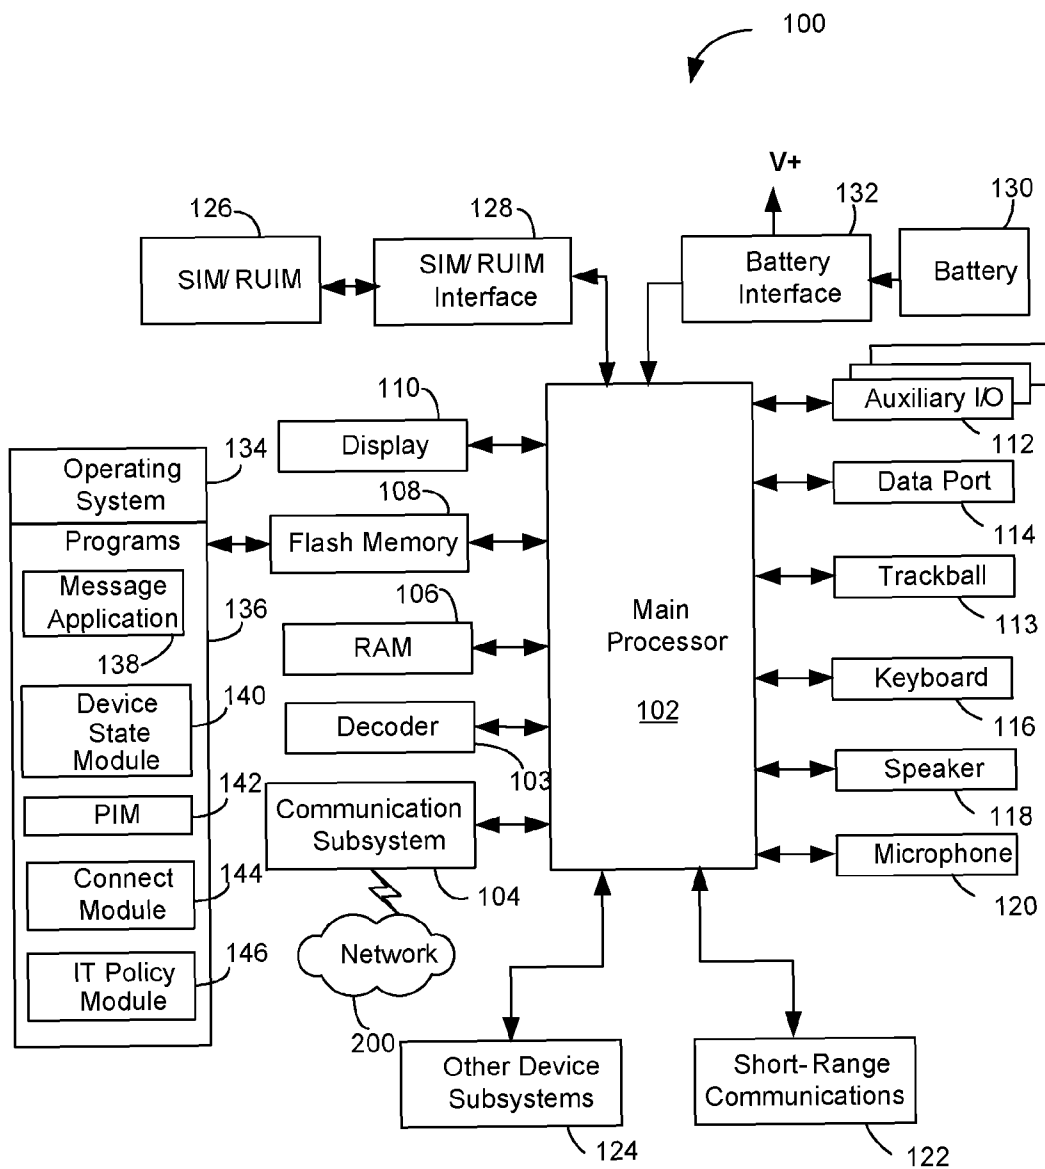 100
V+
126
128
132
130
SIM/RUIM
SIM/RUIM
Interface
Battery
Interface
Battery
110
Display
Auxiliary I/O
112
134
Operating
System
108
Flash Memory
Data Port
114
Programs
Message
Application
138
136
106
RAM
Main
Processor
102
Trackball
113
Device
State
Module
140
Decoder
103
Keyboard
116
PIM
142
Communication
Subsystem
104
Speaker
118
Connect
Module
144
Microphone
120
IT Policy
Module
146
Network
200
Other Device
Subsystems
124
Short-Range
Communications
122